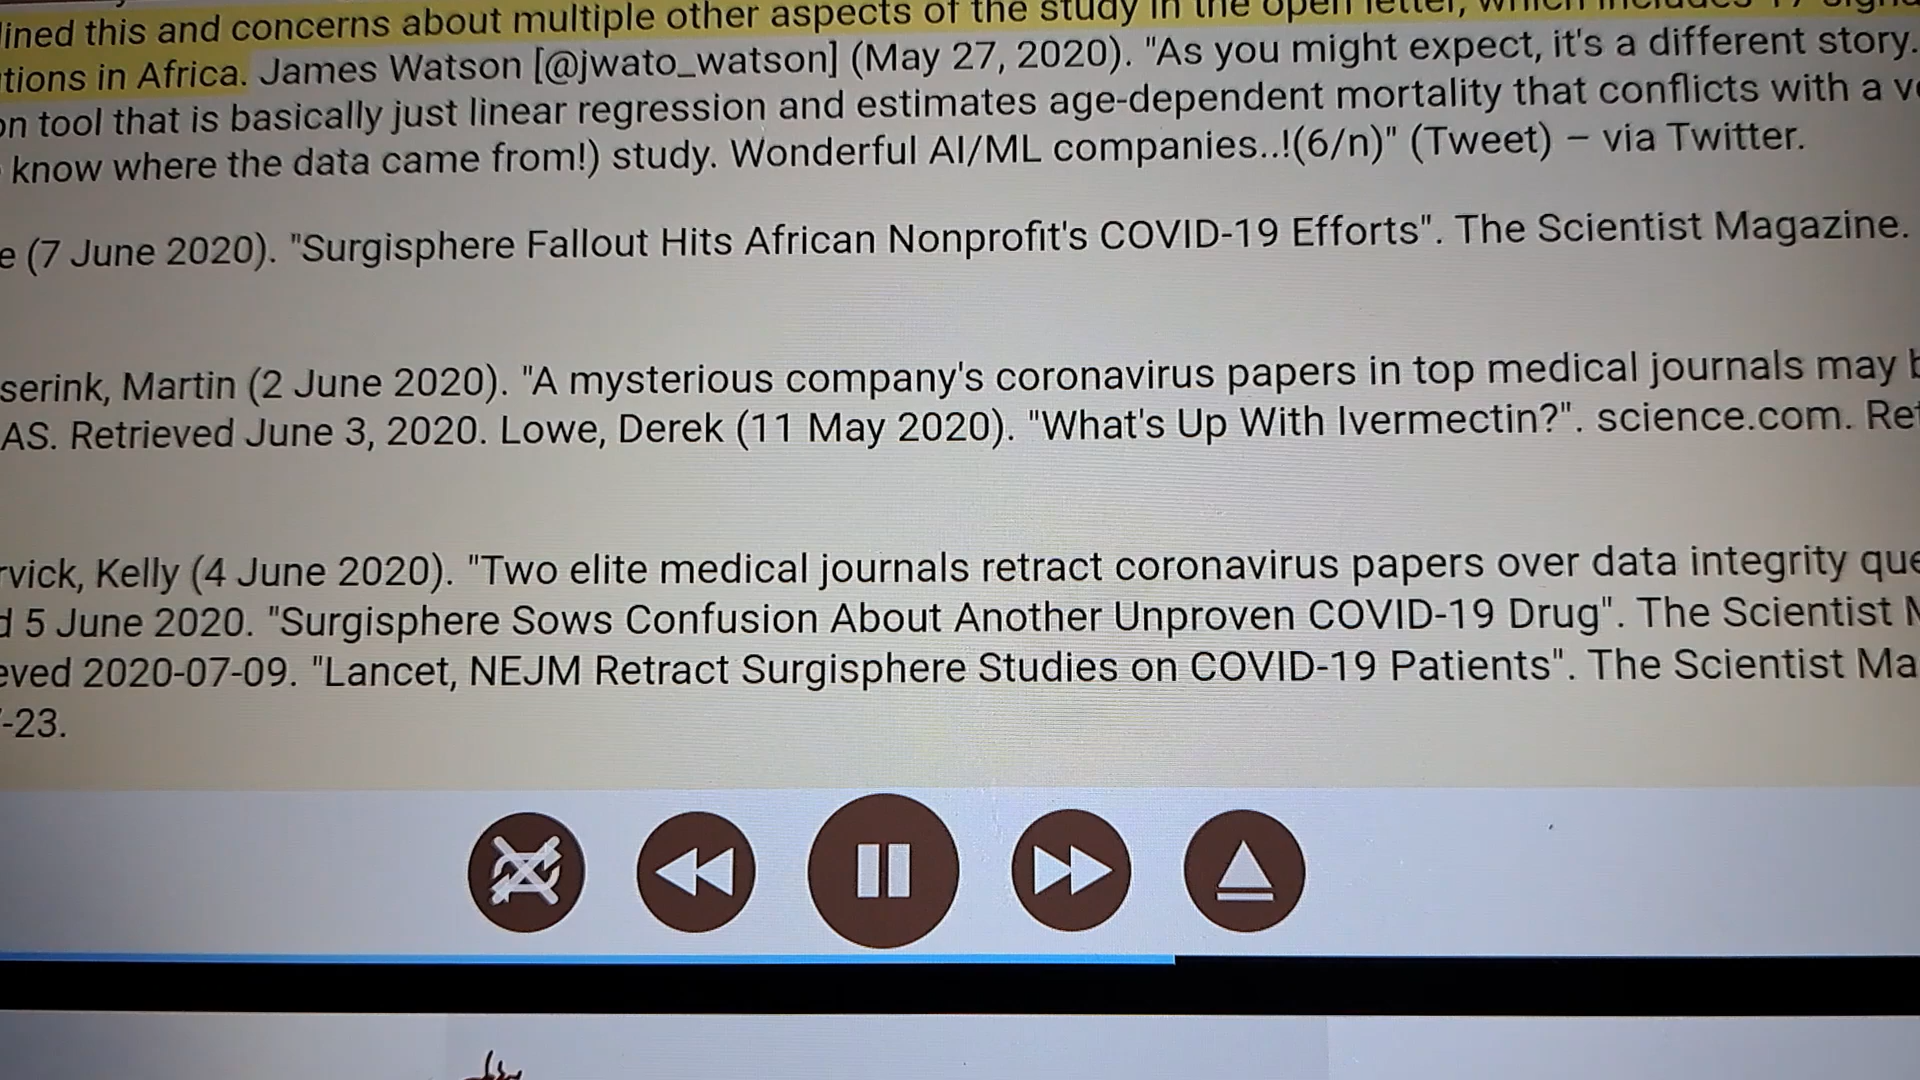 lined this and concerns about multiple other aspects of the study in the open letter, which includes 17
tions in Africa. James Watson [@jwato_watson] (May 27, 2020). "As you might expect, it's a different story.
on tool that is basically just linear regression and estimates age-dependent mortality that conflicts with a
know where the data came from!) study. Wonderful AI/ML companies..!(6/n)" (Tweet) – via Twitter.
e (7 June 2020). "Surgisphere Fallout Hits African Nonprofit's COVID-19 Efforts". The Scientist Magazine.
serink, Martin (2 June 2020). "A mysterious company's coronavirus papers in top medical journals may
AS. Retrieved June 3, 2020. Lowe, Derek (11 May 2020). "What's Up With Ivermectin?". science.com. Ret
rvick, Kelly (4 June 2020). "Two elite medical journals retract coronavirus papers over data integrity que
d 5 June 2020. "Surgisphere Sows Confusion About Another Unproven COVID-19 Drug". The Scientist M
eved 2020-07-09. "Lancet, NEJM Retract Surgisphere Studies on COVID-19 Patients". The Scientist Ma
-23.